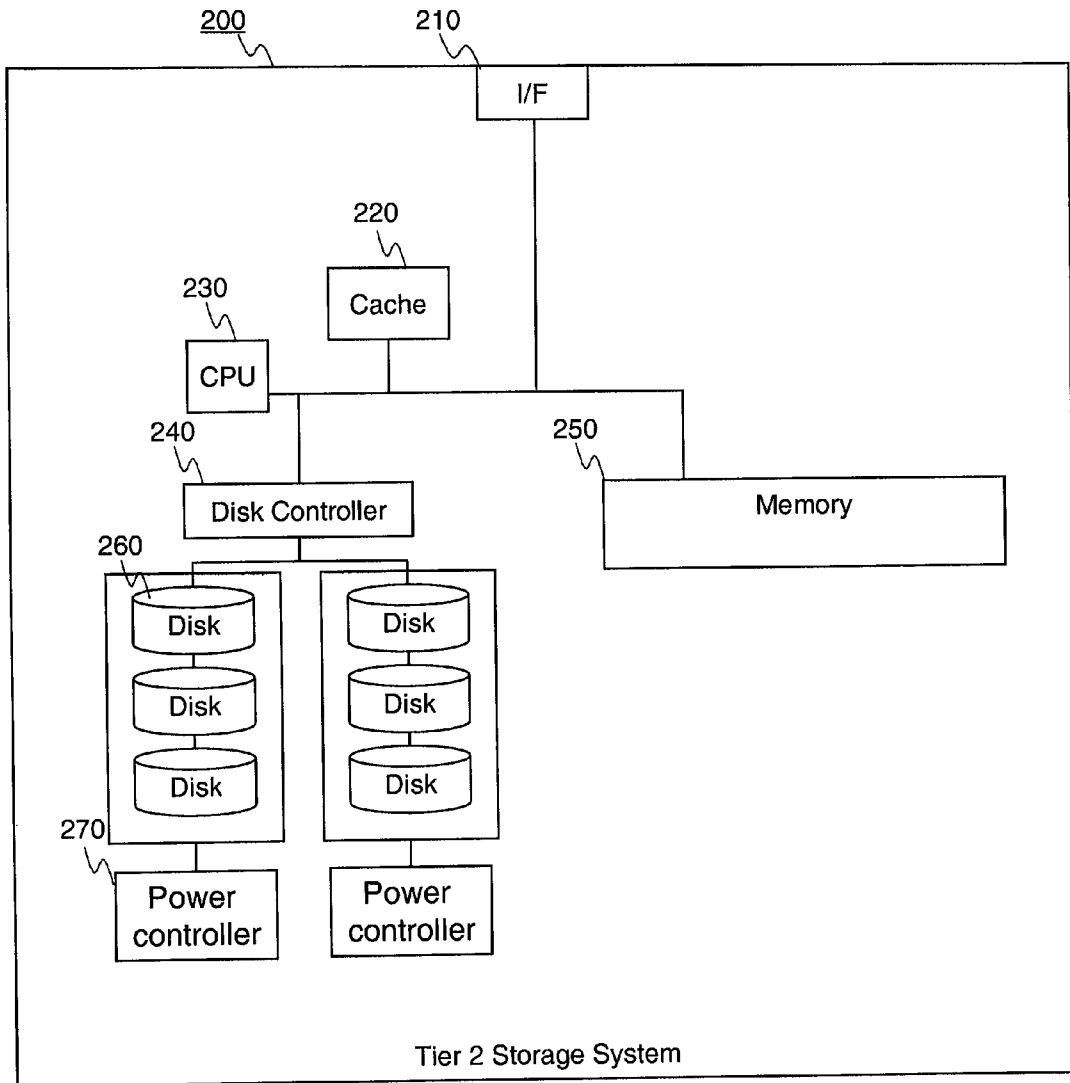 200
210
I/F
220
Cache
230
CPU
240
Disk Controller
250
Memory
260
Disk
Disk
Disk
Disk
Disk
Disk
270
Power
controller
Power
controller
Tier 2 Storage System